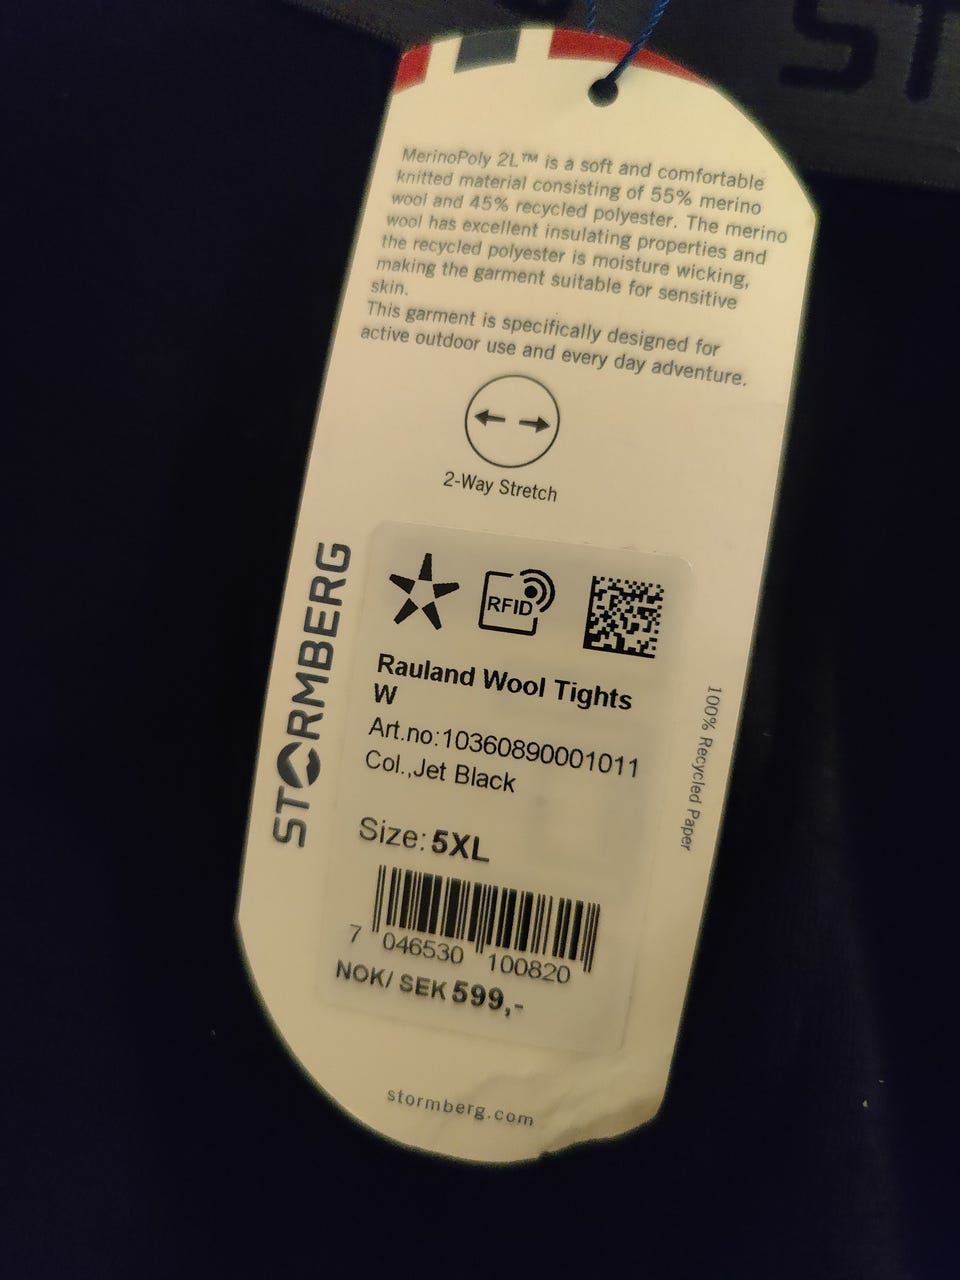 ST
MerinoPoly 2L™ is a soft and comfortable
knitted material consisting of 55% merino
wool and 45% recycled polyester. The merino
wool has excellent insulating properties and
the recycled polyester is moisture wicking,
making the garment suitable for sensitive
skin.
This garment is specifically designed for
active outdoor use and every day adventure.
2-Way Stretch
STORMBERG
RFID
Rauland Wool Tights
W
Art.no:10360890001011
Col.,Jet Black
100% Recycled Paper
Size: 5XL
7 046530 100820
NOK/ SEK 599,-
stormberg.com